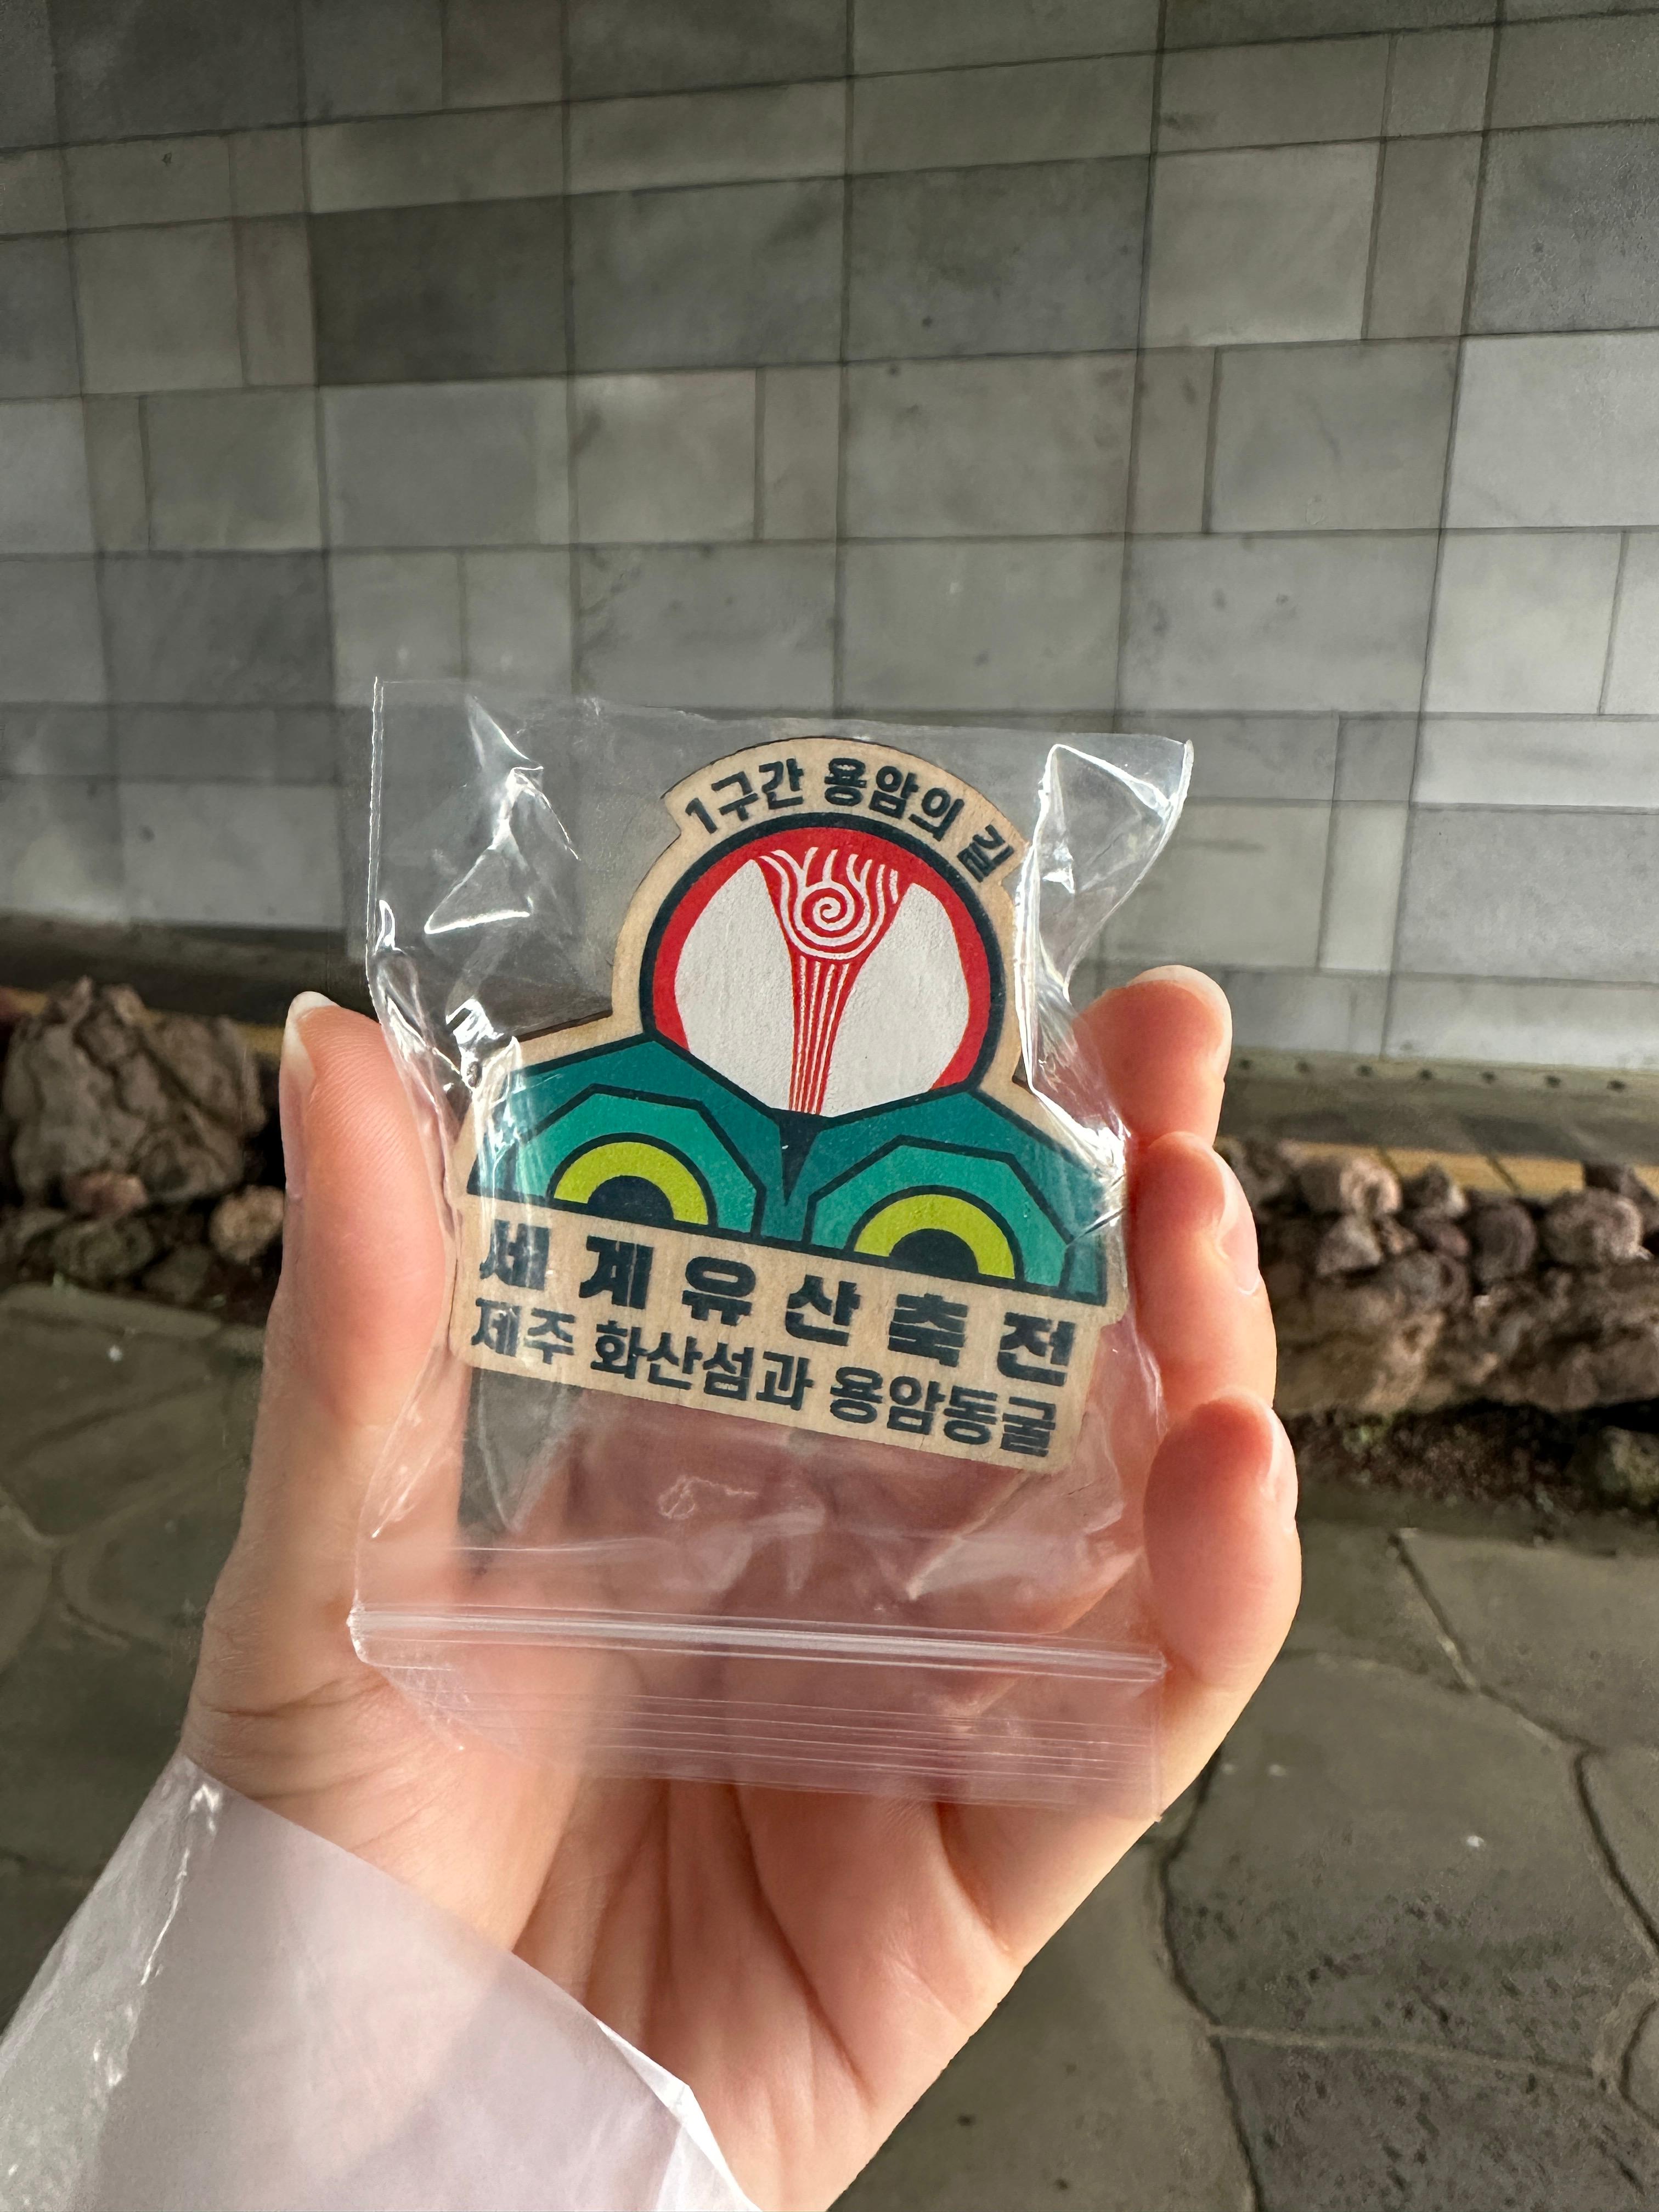 1구간 용암의 길
세계유산축전
제주 화산섬과 용암동굴